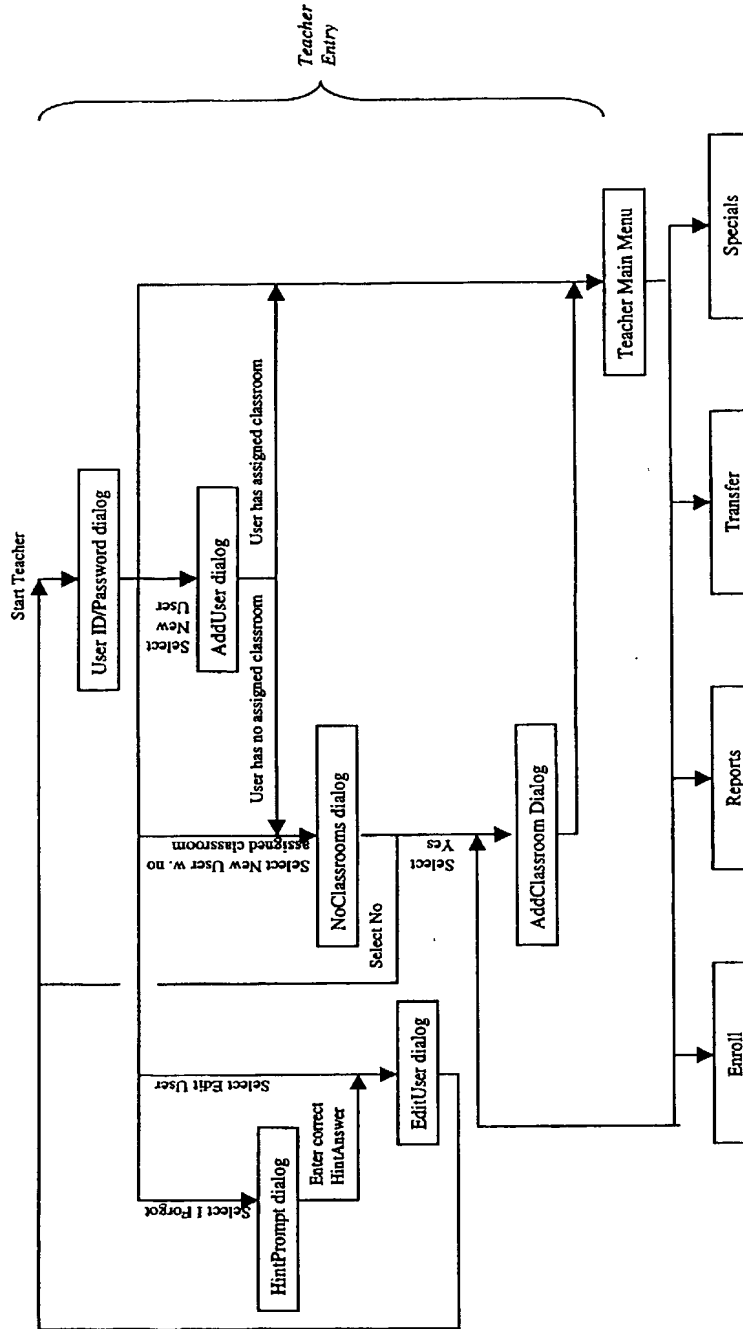 Start Teacher
User ID/Password dialog
Select
New
User
AddUser dialog
User has no assigned classroom
User has assigned classroom
Select New User w. no
assigned classroom
NoClassrooms dialog
Select No
Select
Yes
AddClassroom Dialog
Select Edit User
Select I Forgot
HintPrompt dialog
Enter correct
HintAnswer
EditUser dialog
Teacher
Entry
Teacher Main Menu
Enroll
Reports
Transfer
Specials